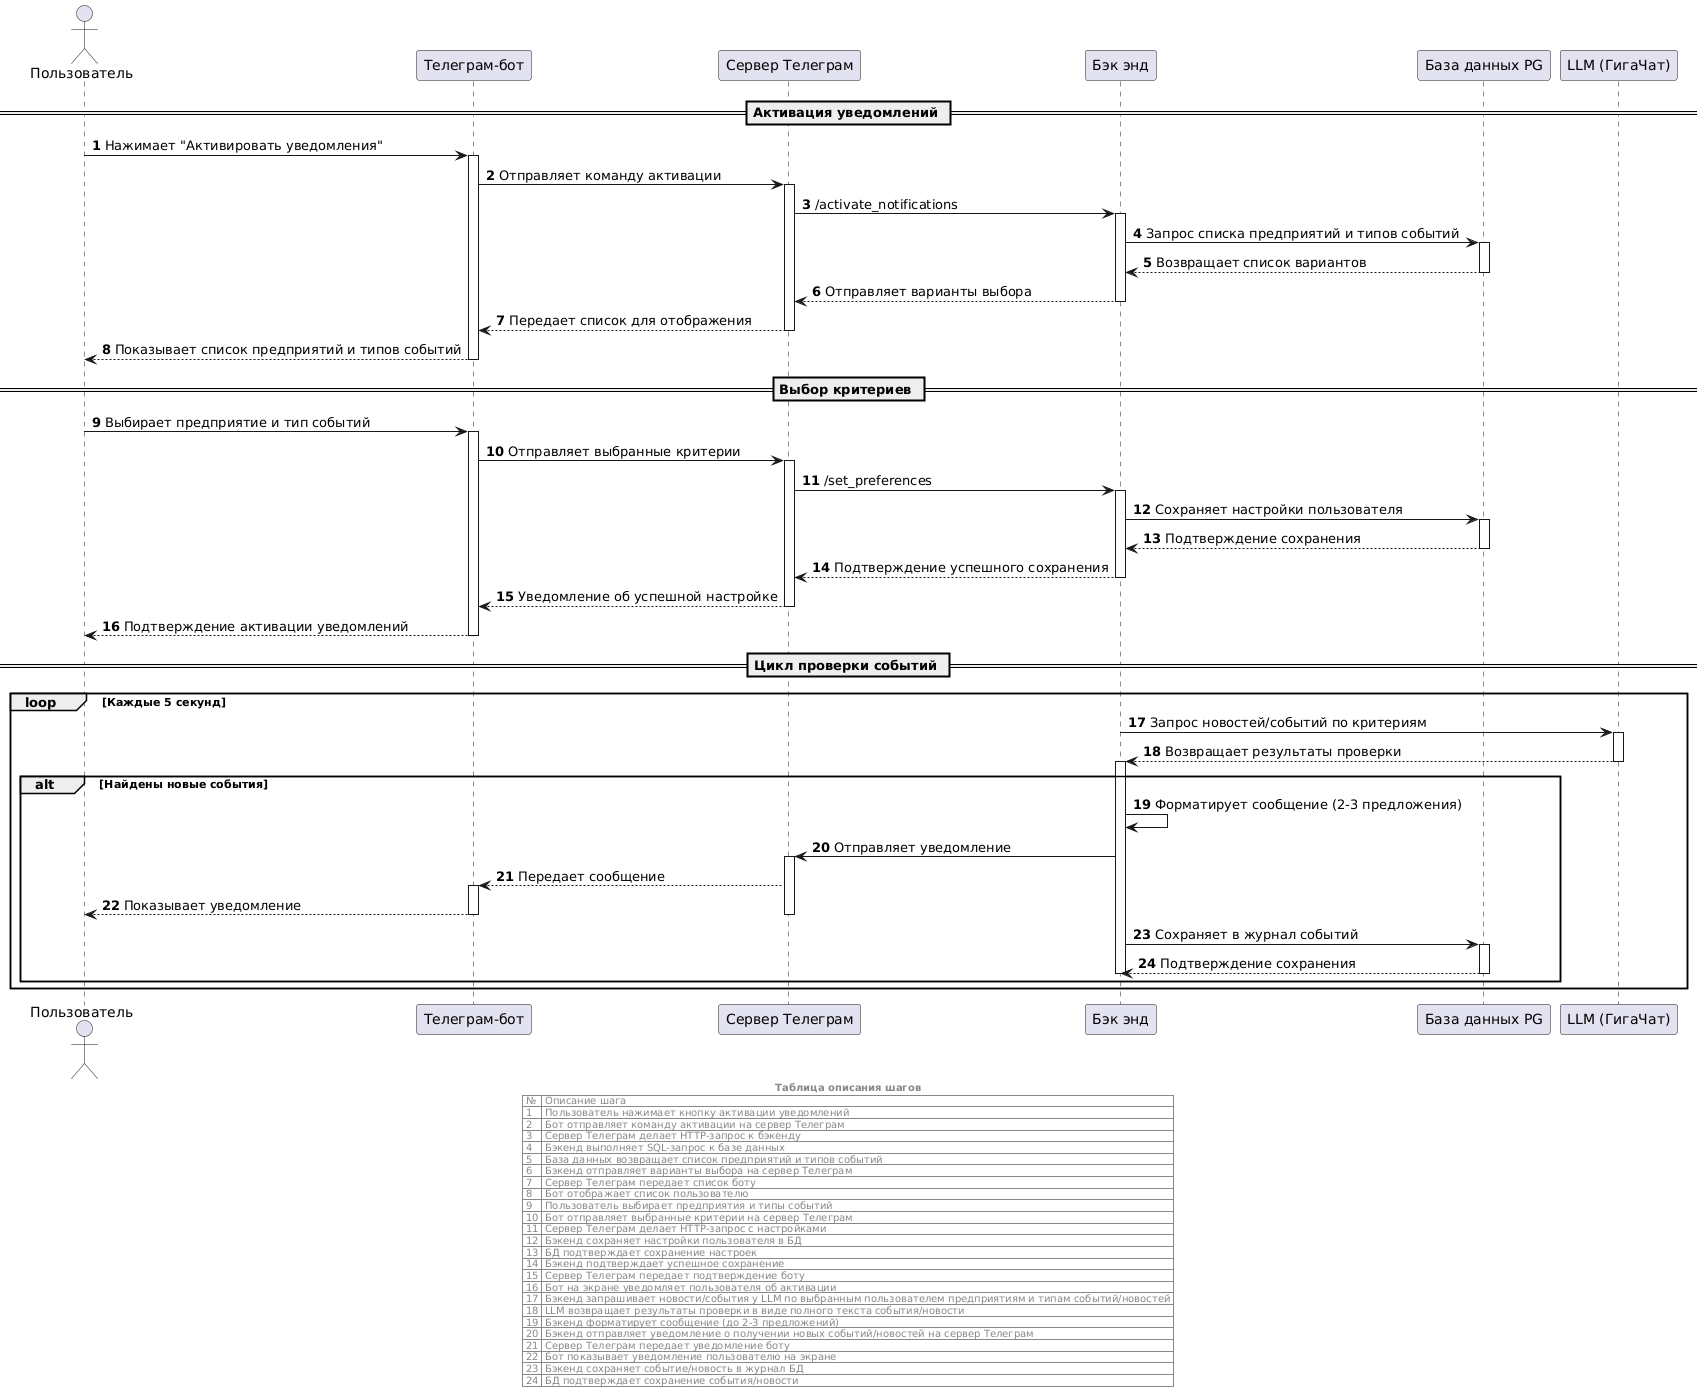 Пользователь
Телеграм-бот
Сервер Телеграм
Бэк энд
База данных PG
LLM (ГигаЧат)
Активация уведомлений
1 Нажимает "Активировать уведомления"
2 Отправляет команду активации
3 /activate_notifications
4 Запрос списка предприятий и типов событий
5 Возвращает список вариантов
6 Отправляет варианты выбора
7 Передает список для отображения
8 Показывает список предприятий и типов событий
Выбор критериев
9 Выбирает предприятие и тип событий
10 Отправляет выбранные критерии
11 /set_preferences
12 Сохраняет настройки пользователя
13 Подтверждение сохранения
14 Подтверждение успешного сохранения
15 Уведомление об успешной настройке
16 Подтверждение активации уведомлений
Цикл проверки событий
loop [Каждые 5 секунд]
17 Запрос новостей/событий по критериям
18 Возвращает результаты проверки
alt [Найдены новые события]
19 Форматирует сообщение (2-3 предложения)
20 Отправляет уведомление
21 Передает сообщение
22 Показывает уведомление
23 Сохраняет в журнал событий
24 Подтверждение сохранения
Пользователь
Телеграм-бот
Сервер Телеграм
Бэк энд
База данных PG
LLM (ГигаЧат)
Таблица описания шагов
№ Описание шага
1 Пользователь нажимает кнопку активации уведомлений
2 Бот отправляет команду активации на сервер Телеграм
3 Сервер Телеграм делает HTTP-запрос к бэкенду
4 Бэкенд выполняет SQL-запрос к базе данных
5 База данных возвращает список предприятий и типов событий
6 Бэкенд отправляет варианты выбора на сервер Телеграм
7 Сервер Телеграм передает список боту
8 Бот отображает список пользователю
9 Пользователь выбирает предприятия и типы событий
10 Бот отправляет выбранные критерии на сервер Телеграм
11 Сервер Телеграм делает HTTP-запрос с настройками
12 Бэкенд сохраняет настройки пользователя в БД
13 БД подтверждает сохранение настроек
14 Бэкенд подтверждает успешное сохранение
15 Сервер Телеграм передает подтверждение боту
16 Бот на экране уведомляет пользователя об активации
17 Бэкенд запрашивает новости/события у LLM по выбранным пользователем предприятиям и типам событий/новостей
18 LLM возвращает результаты проверки в виде полного текста события/новости
19 Бэкенд форматирует сообщение (до 2-3 предложений)
20 Бэкенд отправляет уведомление о получении новых событий/новостей на сервер Телеграм
21 Сервер Телеграм передает уведомление боту
22 Бот показывает уведомление пользователю на экране
23 Бэкенд сохраняет событие/новость в журнал БД
24 БД подтверждает сохранение события/новости